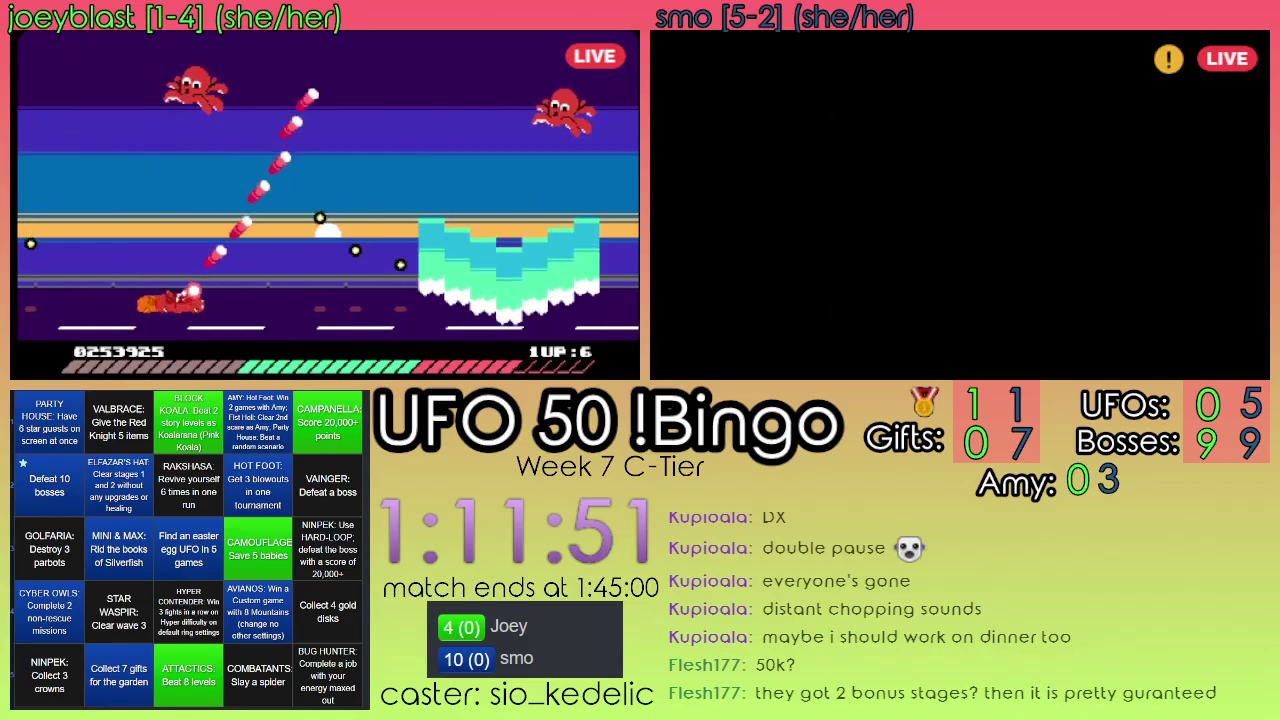 joeyblast [1-4] (she/her)
smo [5-2] (she/her)
LIVE
! LIVE
0253925 1UP:6
PARTY HOUSE: Have 6 star guests on screen at once
VALBRACE: Give the Red Knight 5 items
BLOCK KOALA: Beat 2 story levels as Koalarana (Pink Koala)
AMY: Hot Foot: Win 2 games with Amy; Fist Hell: Clear 2nd score as Amy; Party House: Beat a random scenario
CAMPANELLA: Score 20,000+ points
Defeat 10 bosses
ELFAZAR'S HAT: Clear stages 1 and 2 without any upgrades or healing
RAKSHASA: Revive yourself 6 times in one run
HOT FOOT: Get 3 blowouts in one tournament
VAINGER: Defeat a boss
GOLFARIA: Destroy 3 parbots
MINI & MAX: Rid the books of Silverfish
Find an easter egg UFO in 5 games
CAMOUFLAGE: Save 5 babies
NINPEK: Use HARD-LOOP; defeat the boss with a score of 20,000+
CYBER OWLS: Complete 2 non-rescue missions
STAR WASPIR: Clear wave 3
HYPER CONTENDER: Win 3 fights in a row on Hyper difficulty on default ring settings
AVIANOS: Win a Custom game with 8 Mountains (change no other settings)
Collect 4 gold disks
NINPEK: Collect 3 crowns
Collect 7 gifts for the garden
ATTACTICS: Beat 8 levels
COMBATANTS: Slay a spider
BUG HUNTER: Complete a job with your energy maxed out
UFO 50 !Bingo
Week 7 C-Tier
1:11:51
match ends at 1:45:00
4 (0) Joey
10 (0) smo
caster: sio_kedelic
1 1
Gifts: 0 7
UFOs: 0 5
Bosses: 9 9
Amy: 0 3
Kupioala: DX
Kupioala: double pause
Kupioala: everyone's gone
Kupioala: distant chopping sounds
Kupioala: maybe i should work on dinner too
Flesh177: 50k?
Flesh177: they got 2 bonus stages? then it is pretty guranteed